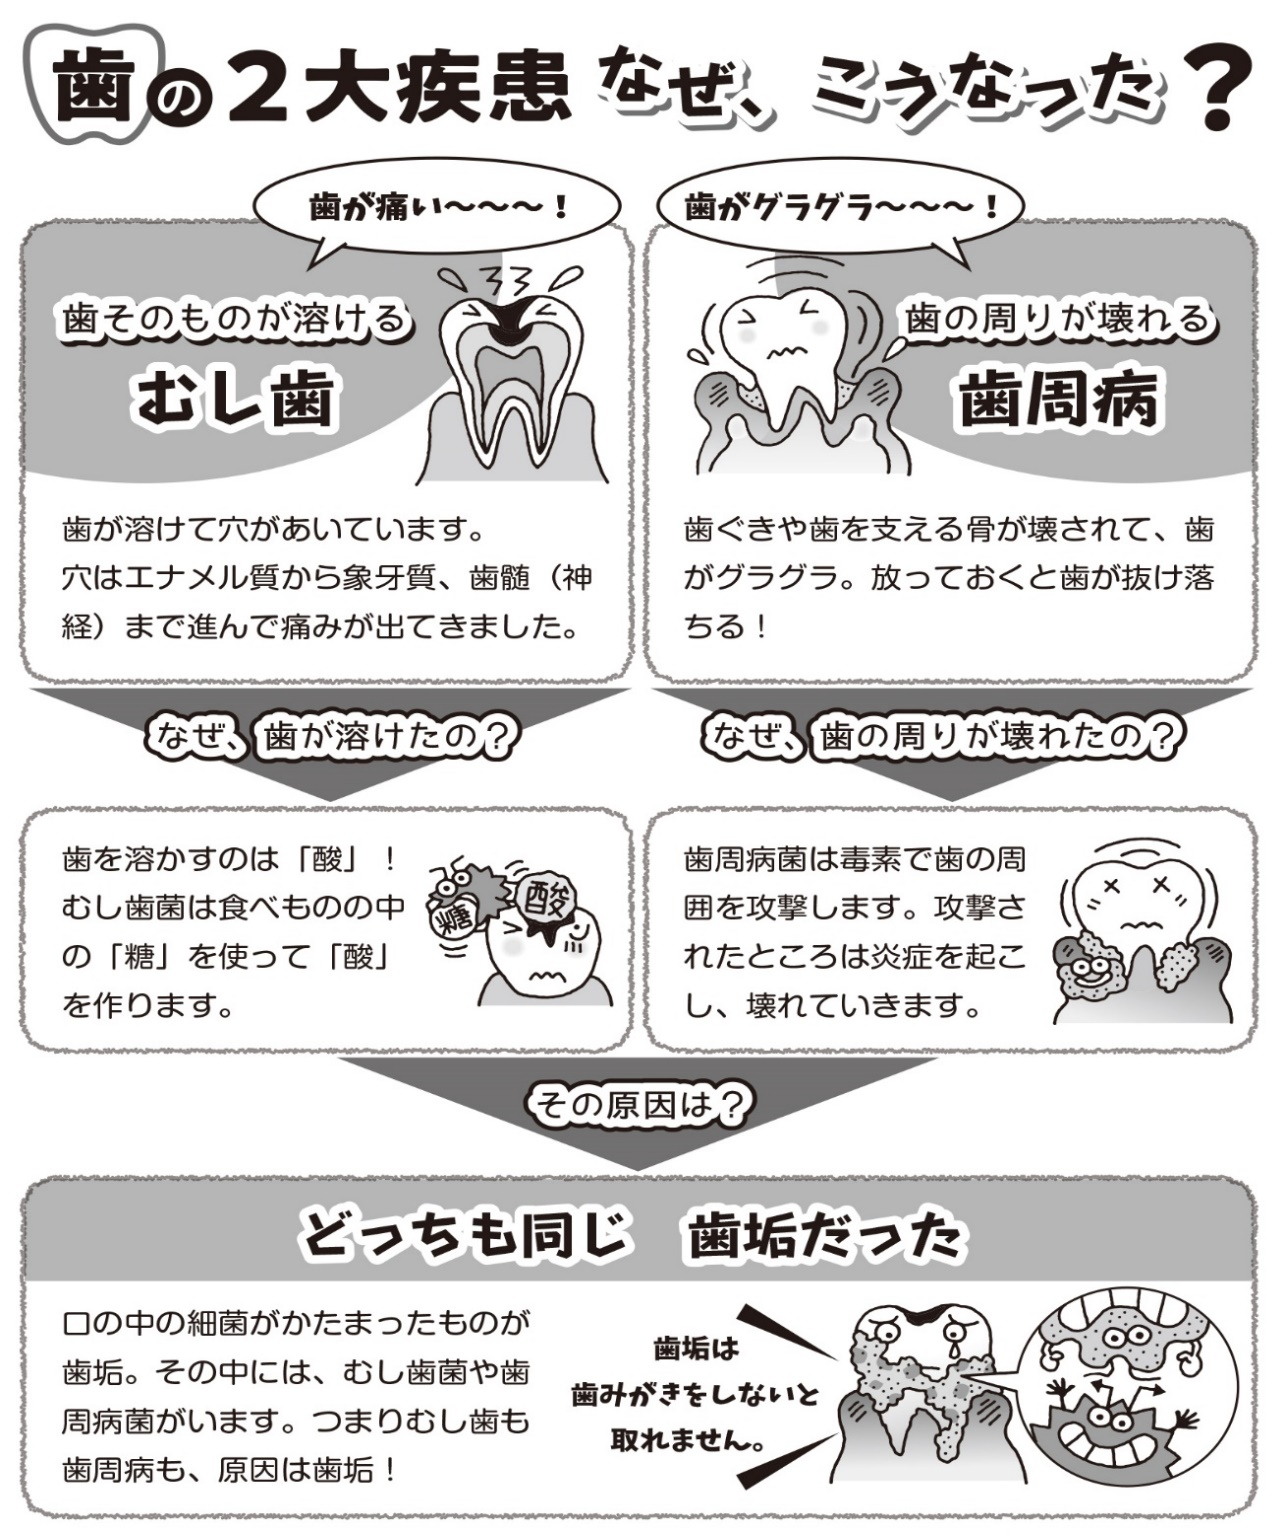 歯の2大疾患 なぜ、こうなった？
歯が痛い～～～！
歯そのものが溶ける
むし歯
歯が溶けて穴があいています。
穴はエナメル質から象牙質、歯髄（神
経）まで進んで痛みが出てきました。
歯がグラグラ～～～！
歯の周りが壊れる
歯周病
歯ぐきや歯を支える骨が壊されて、歯
がグラグラ。放っておくと歯が抜け落
ちる！
なぜ、歯が溶けたの？
なぜ、歯の周りが壊れたの？
歯を溶かすのは「酸」！
むし歯菌は食べものの中
の「糖」を使って「酸」
を作ります。
糖
酸
歯周病菌は毒素で歯の周
囲を攻撃します。攻撃さ
れたところは炎症を起こ
し、壊れていきます。
その原因は？
どっちも同じ　歯垢だった
口の中の細菌がかたまったものが
歯垢。その中には、むし歯菌や歯
周病菌がいます。つまりむし歯も
歯周病も、原因は歯垢！
歯垢は
歯みがきをしないと
取れません。